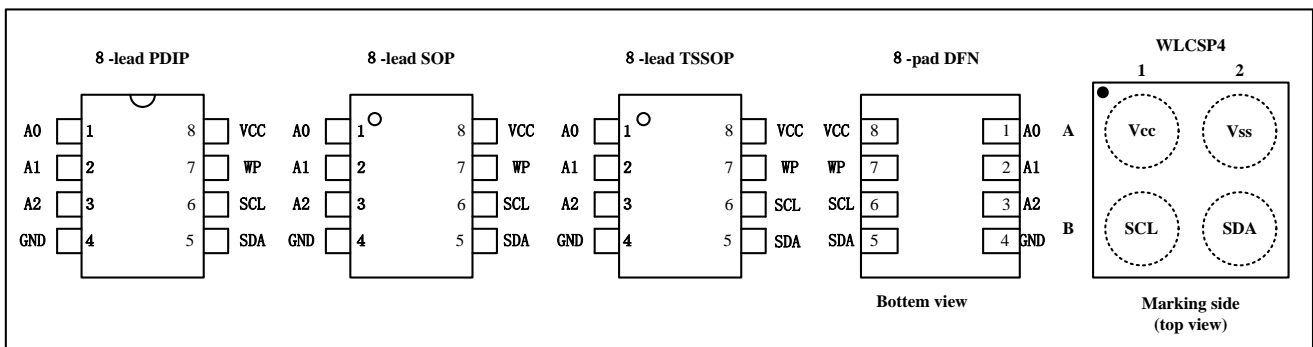 8 -lead PDIP
A0 1 8 VCC
A1 2 7 WP
A2 3 6 SCL
GND 4 5 SDA
8 -lead SOP
A0 1 8 VCC
A1 2 7 WP
A2 3 6 SCL
GND 4 5 SDA
8 -lead TSSOP
A0 1 8 VCC
A1 2 7 WP
A2 3 6 SCL
GND 4 5 SDA
8 -pad DFN
VCC 8 1 A0
WP 7 2 A1
SCL 6 3 A2
SDA 5 4 GND
Bottem view
WLCSP4
1 2
A Vcc Vss
B SCL SDA
Marking side
(top view)